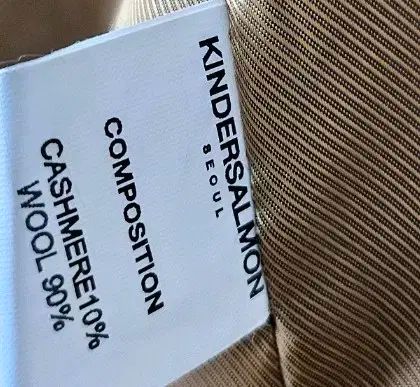 KINDERSALMON
SEOUL
COMPOSITION
CASHMERE10%
WOOL 90%